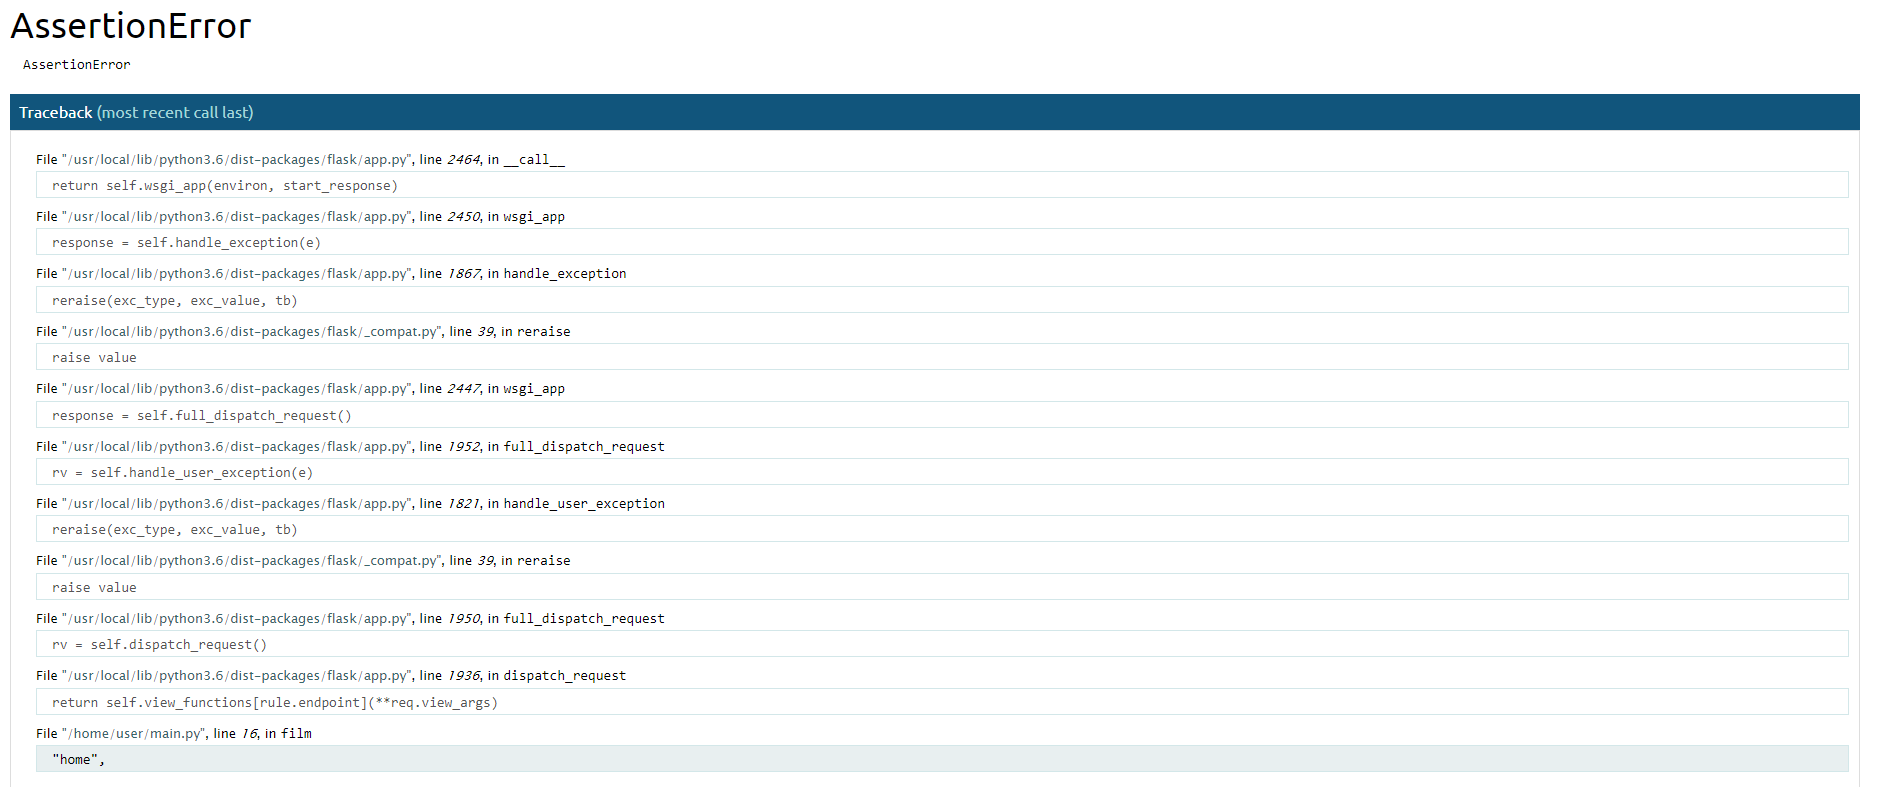 AssertionError
AssertionError
Traceback (most recent call last)
File "/usr/local/lib/python3.6/dist-packages/flask/app.py", line 2464, in __call__
return self.wsgi_app(environ, start_response)
File "/usr/local/lib/python3.6/dist-packages/flask/app.py", line 2450, in wsgi_app
response = self.handle_exception(e)
File "/usr/local/lib/python3.6/dist-packages/flask/app.py", line 1867, in handle_exception
reraise(exc_type, exc_value, tb)
File "/usr/local/lib/python3.6/dist-packages/flask/_compat.py", line 39, in reraise
raise value
File "/usr/local/lib/python3.6/dist-packages/flask/app.py", line 2447, in wsgi_app
response = self.full_dispatch_request()
File "/usr/local/lib/python3.6/dist-packages/flask/app.py", line 1952, in full_dispatch_request
rv = self.handle_user_exception(e)
File "/usr/local/lib/python3.6/dist-packages/flask/app.py", line 1821, in handle_user_exception
reraise(exc_type, exc_value, tb)
File "/usr/local/lib/python3.6/dist-packages/flask/_compat.py", line 39, in reraise
raise value
File "/usr/local/lib/python3.6/dist-packages/flask/app.py", line 1950, in full_dispatch_request
rv = self.dispatch_request()
File "/usr/local/lib/python3.6/dist-packages/flask/app.py", line 1936, in dispatch_request
return self.view_functions[rule.endpoint](**req.view_args)
File "/home/user/main.py", line 16, in film
"home",